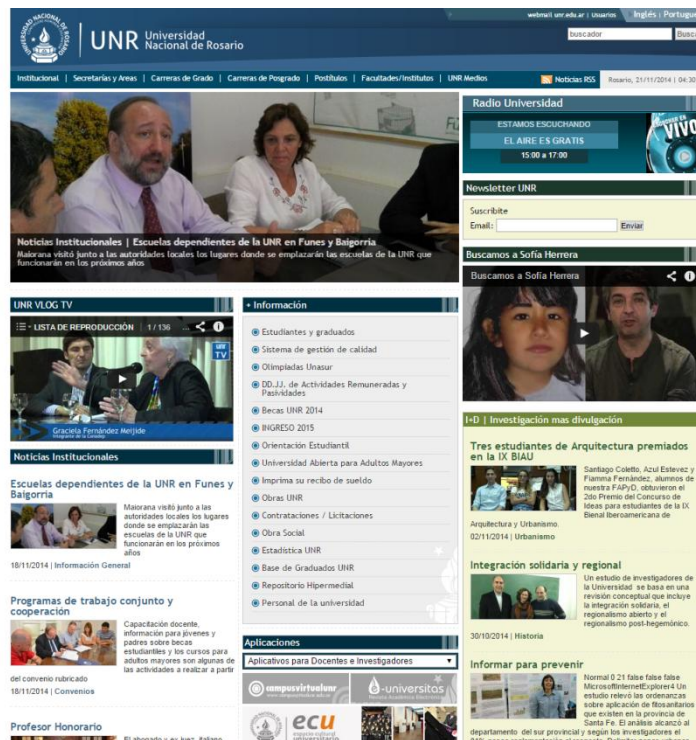 webmail unr.edu.ar | Usuarios
Inglés | Portugue
UNR Universidad
Nacional de Rosario
buscador
Busca
Institucional | Secretarías y Areas | Carreras de Grado | Carreras de Posgrado | Postítulos | Facultades/Institutos | UNR Medios
Noticias RSS
Rosario, 21/11/2014 | 04:30
Noticias Institucionales | Escuelas dependientes de la UNR en Funes y Baigorria
Maiorana visitó junto a las autoridades locales los lugares donde se emplazarán las escuelas de la UNR que
funcionarán en los próximos años
Radio Universidad
ESTAMOS ESCUCHANDO
EL AIRE ES GRATIS
15:00 a 17:00
VIVO
Newsletter UNR
Suscribite
Email:
Enviar
Buscamos a Sofía Herrera
Buscamos a Sofía Herrera
UNR VLOG TV
LISTA DE REPRODUCCIÓN 1 / 136 ...
unr
TV
Graciela Fernández Meijide
Noticias Institucionales
Escuelas dependientes de la UNR en Funes y
Baigorria
Maiorana visitó junto a las
autoridades locales los lugares
donde se emplazarán las
escuelas de la UNR que
funcionarán en los próximos
años
18/11/2014 | Información General
Programas de trabajo conjunto y
cooperación
Capacitación docente,
información para jóvenes y
padres sobre becas
estudiantiles y los cursos para
adultos mayores son algunas de
las actividades a realizar a partir
del convenio rubricado
18/11/2014 | Convenios
Profesor Honorario
El abogado y ex juez, italiano
+ Información
Estudiantes y graduados
Sistema de gestión de calidad
Olimpiadas Unasur
DD.JJ. de Actividades Remuneradas y
Pasividades
Becas UNR 2014
INGRESO 2015
Orientación Estudiantil
Universidad Abierta para Adultos Mayores
Imprima su recibo de sueldo
Obras UNR
Contrataciones / Licitaciones
Obra Social
Estadística UNR
Base de Graduados UNR
Repositorio Hipermedial
Personal de la universidad
Aplicaciones
Aplicativos para Docentes e Investigadores
campusvirtualunr
e-universitas
ecu
espacio cultural
universitario
I+D | Investigación mas divulgación
Tres estudiantes de Arquitectura premiados
en la IX BIAU
Santiago Coletto, Azul Estevez y
Fiamma Fernández, alumnos de
nuestra FAPyD, obtuvieron el
2do Premio del Concurso de
Ideas para estudiantes de la IX
Bienal Iberoamericana de
Arquitectura y Urbanismo.
02/11/2014 | Urbanismo
Integración solidaria y regional
Un estudio de investigadores de
la Universidad se basa en una
revisión conceptual que incluye
la integración solidaria, el
regionalismo abierto y el
regionalismo post-hegemónico.
30/10/2014 | Historia
Informar para prevenir
Normal 0 21 false false false
MicrosoftInternetExplorer4 Un
estudio relevó las ordenanzas
sobre aplicación de fitosanitarios
que existen en la provincia de
Santa Fe. El análisis alcanzó al
departamento del sur provincial y según los investigadores el